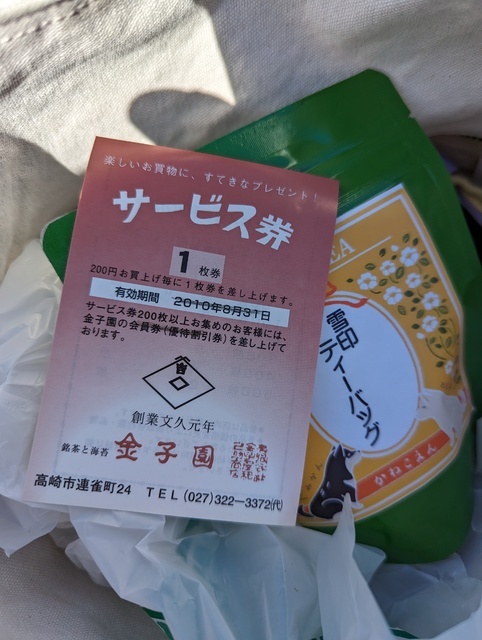 楽しいお買物に、すてきなプレゼント!
サービス券
1枚券
200円お買上げ毎に1枚券を差し上げます。
有効期間 2010年8月31日
サービス券200枚以上お集めのお客様には、
金子園の会員券(優待割引券)を差し上げて
おります。
創業文久元年
銘茶と海苔 金子園
高崎市連雀町24 TEL(027)322-3372(代)
EA
雪印
ティーバッグ
かねこえん